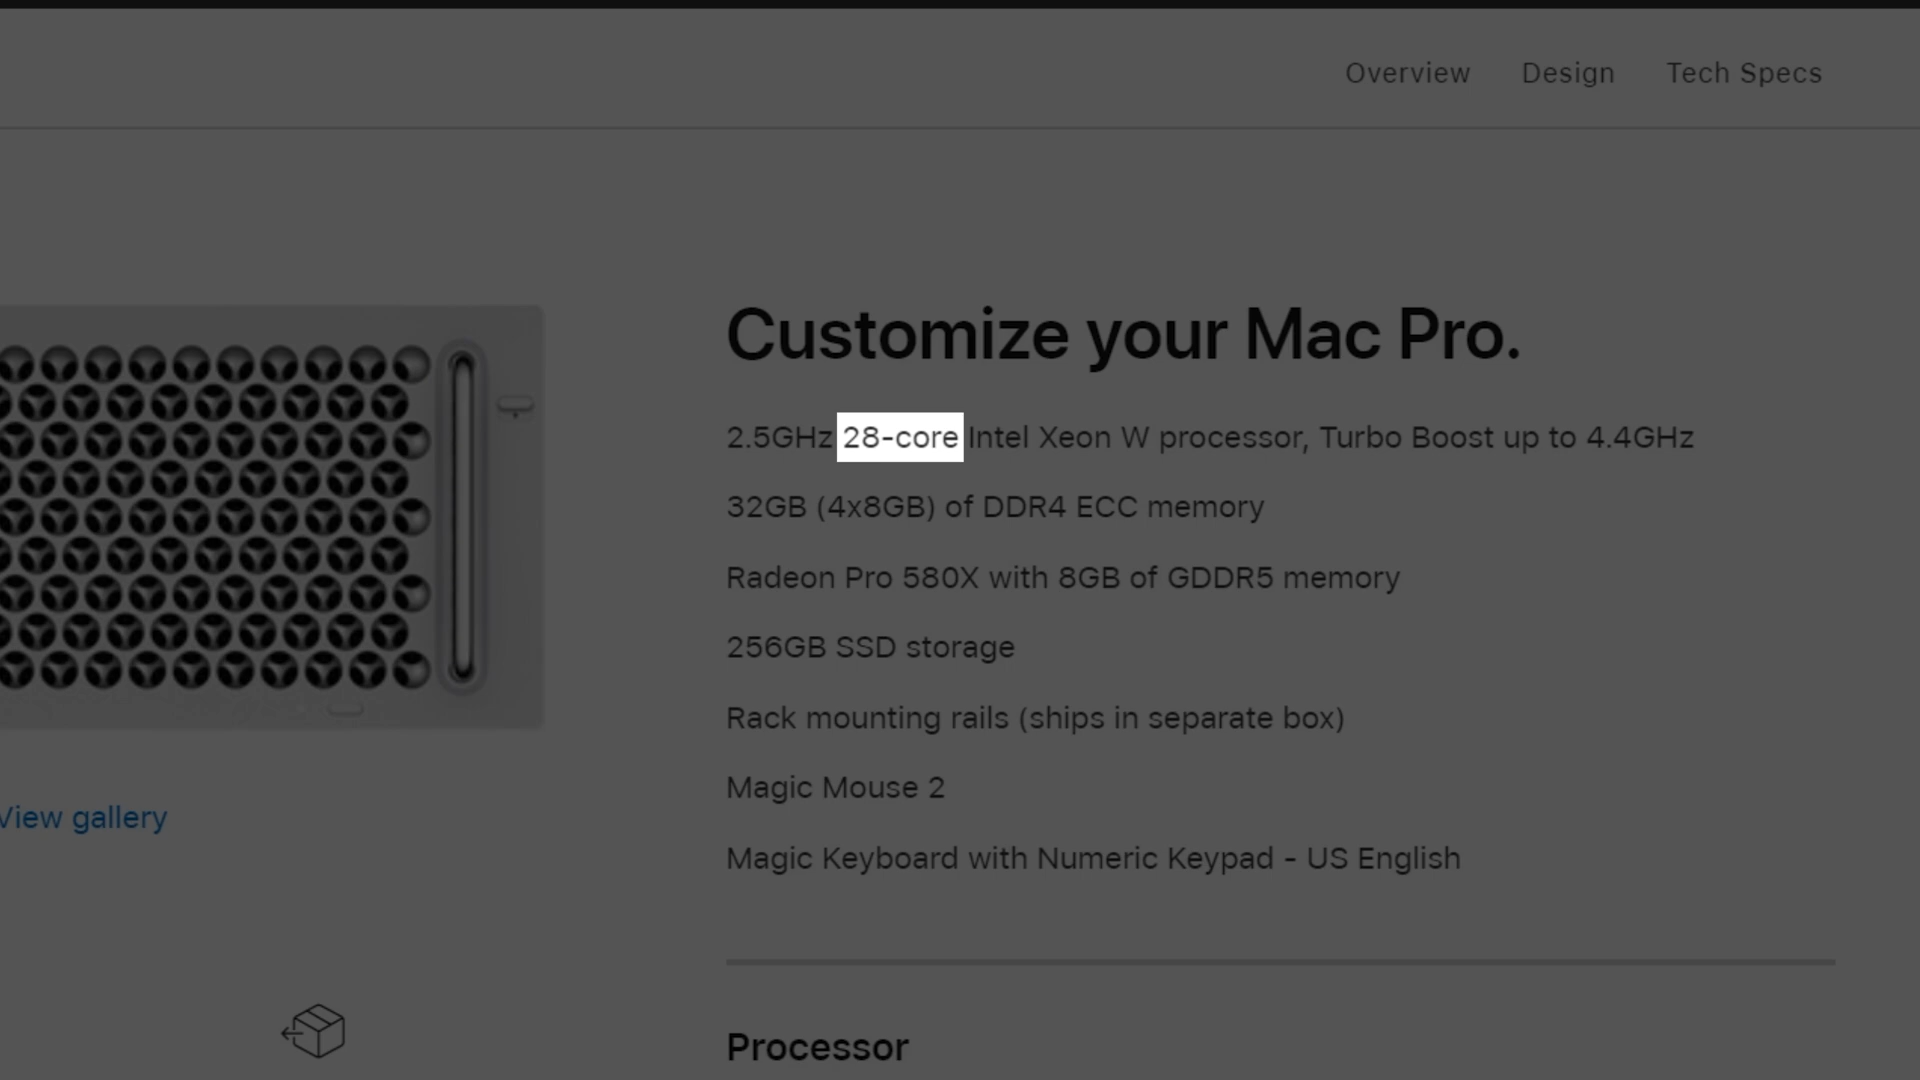 Overview Design Tech Specs
Customize your Mac Pro.
2.5GHz 28-core Intel Xeon W processor, Turbo Boost up to 4.4GHz
32GB (4x8GB) of DDR4 ECC memory
Radeon Pro 580X with 8GB of GDDR5 memory
256GB SSD storage
Rack mounting rails (ships in separate box)
Magic Mouse 2
Magic Keyboard with Numeric Keypad - US English
View gallery
Processor